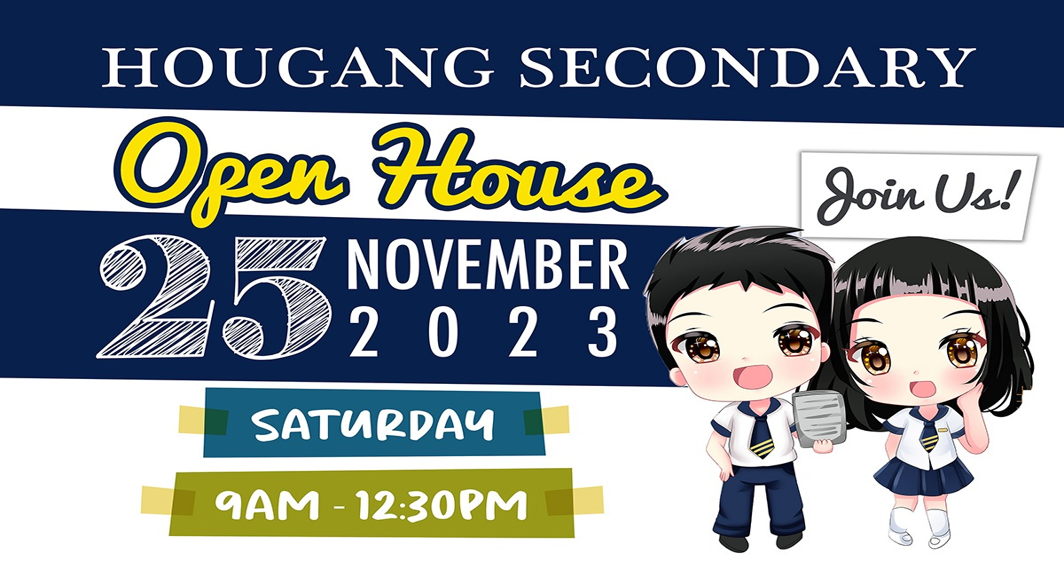 HOUGANG SECONDARY
Open House
Join Us!
25 NOVEMBER
2023
SATURDAY
9AM - 12:30PM